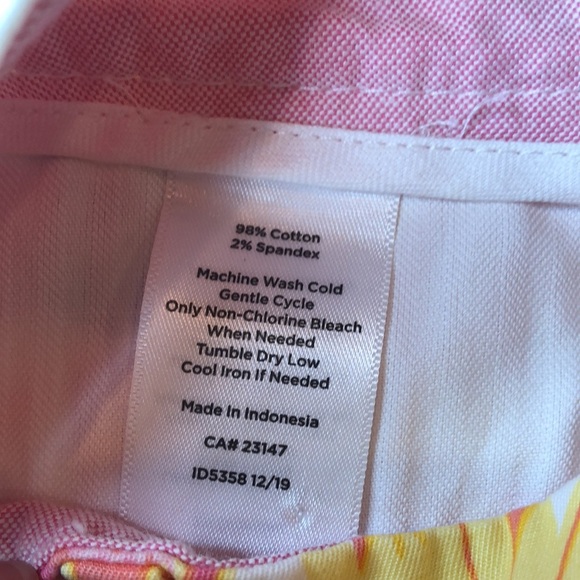 98% Cotton
2% Spandex
Machine Wash Cold
Gentle Cycle
Only Non-Chlorine Bleach
When Needed
Tumble Dry Low
Cool Iron If Needed
Made In Indonesia
CA# 23147
ID5358 12/19